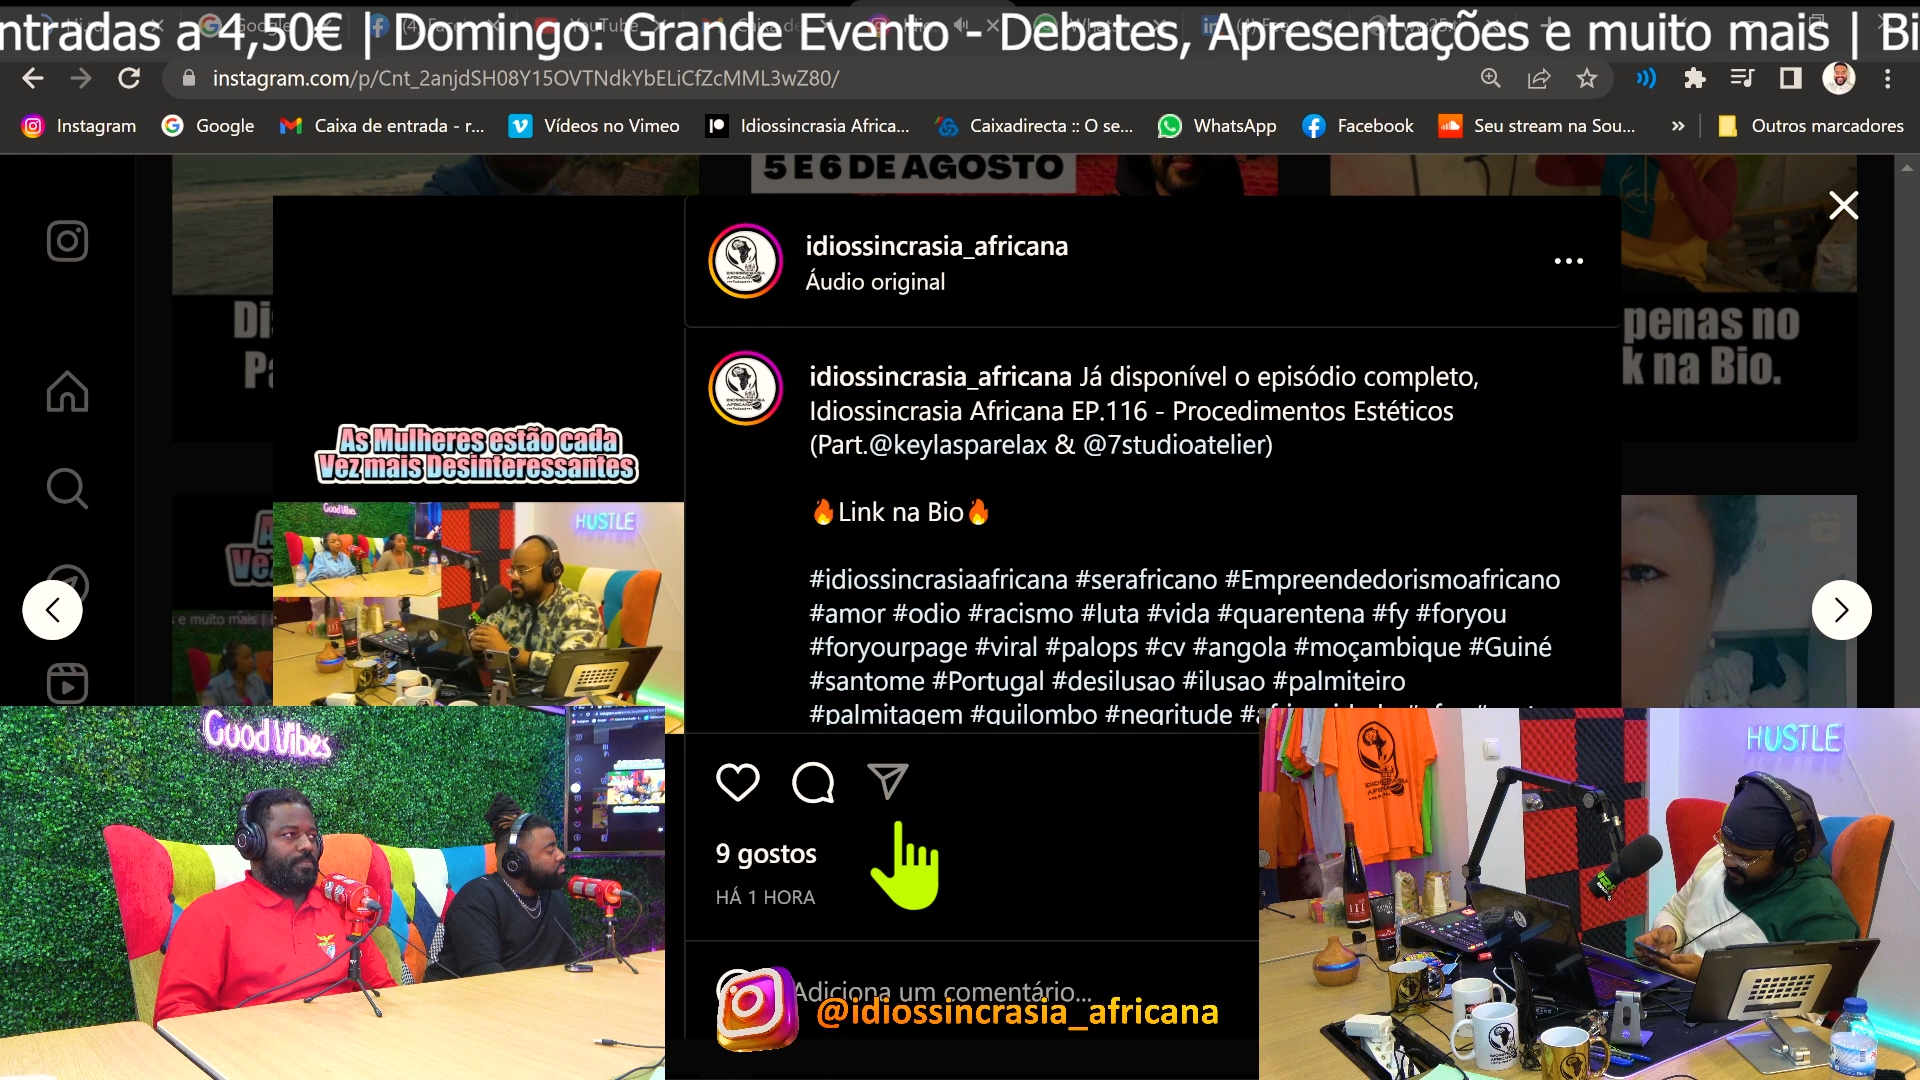 ntradas a 4,50€ | Domingo: Grande Evento - Debates, Apresentações e muito mais | Bi
instagram.com/p/Cnt_2anjdSH08Y15OVTNdkYbELiCfZcMML3wZ80/
Instagram
Google
Caixa de entrada - r...
Vídeos no Vimeo
Idiossincrasia Africa...
Caixadirecta :: O se...
WhatsApp
Facebook
Seu stream na Sou...
»
Outros marcadores
5 E 6 DE AGOSTO
idiossincrasia_africana
Áudio original
penas no
k na Bio.
idiossincrasia_africana Já disponível o episódio completo,
Idiossincrasia Africana EP.116 - Procedimentos Estéticos
(Part.@keylasparelax & @7studioatelier)
🔥Link na Bio🔥
#idiossincrasiaafricana #serafricano #Empreendedorismoafricano
#amor #odio #racismo #luta #vida #quarentena #fy #foryou
#foryourpage #viral #palops #cv #angola #moçambique #Guiné
#santome #Portugal #desilusao #ilusao #palmiteiro
#palmitagem #quilombo #negritude
As Mulheres estão cada
Vez mais Desinteressantes
Good Vibes
HUSTLE
Good Vibes
HUSTLE
9 gostos
HÁ 1 HORA
Adiciona um comentário...
@idiossincrasia_africana